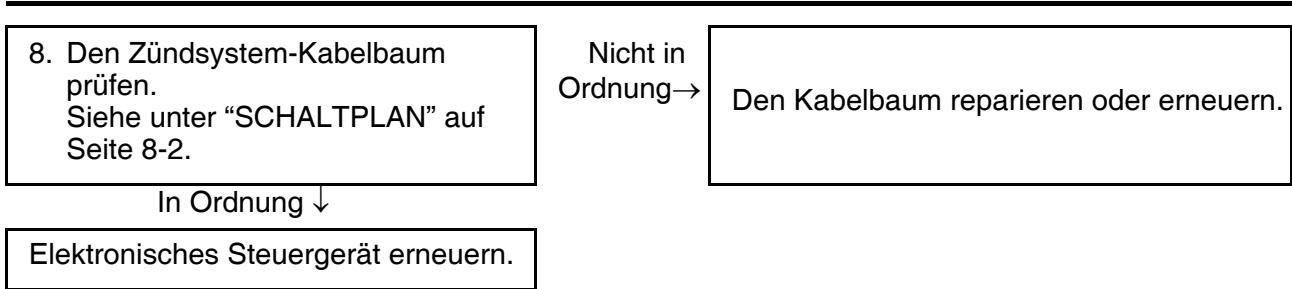 8. Den Zündsystem-Kabelbaum
prüfen.
Siehe unter “SCHALTPLAN” auf
Seite 8-2.
Nicht in
Ordnung→
Den Kabelbaum reparieren oder erneuern.
In Ordnung ↓
Elektronisches Steuergerät erneuern.